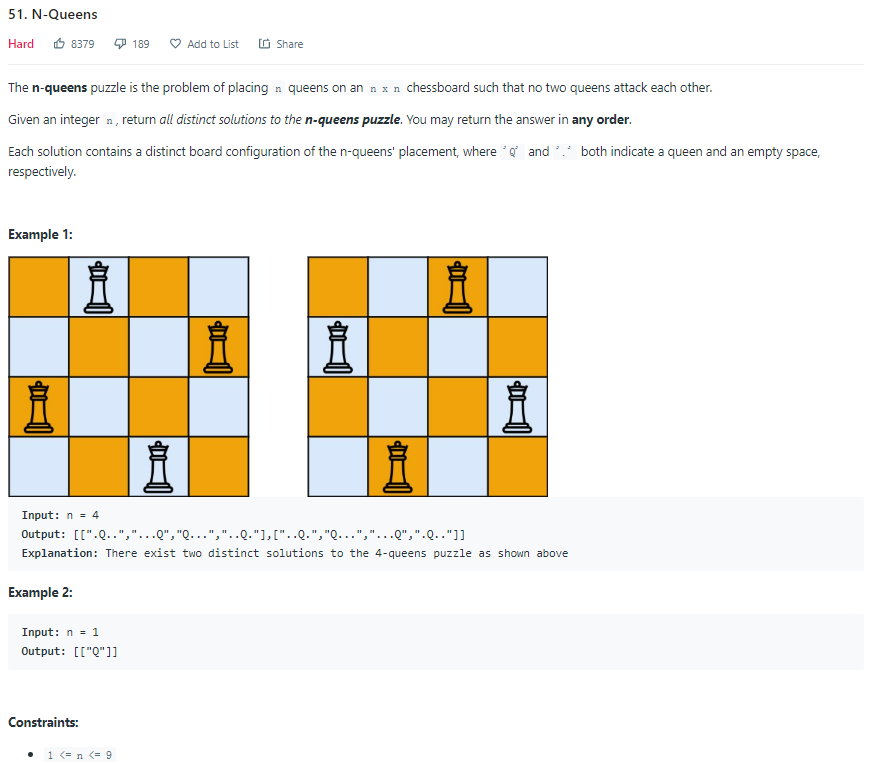 51. N-Queens
Hard 8379 189 Add to List Share
The n-queens puzzle is the problem of placing n queens on an n x n chessboard such that no two queens attack each other.
Given an integer n, return all distinct solutions to the n-queens puzzle. You may return the answer in any order.
Each solution contains a distinct board configuration of the n-queens' placement, where 'Q' and '.' both indicate a queen and an empty space,
respectively.
Example 1:
Input: n = 4
Output: [[".Q..","...Q","Q...","..Q."],["..Q.","Q...","...Q",".Q.."]]
Explanation: There exist two distinct solutions to the 4-queens puzzle as shown above
Example 2:
Input: n = 1
Output: [["Q"]]
Constraints:
• 1 <= n <= 9